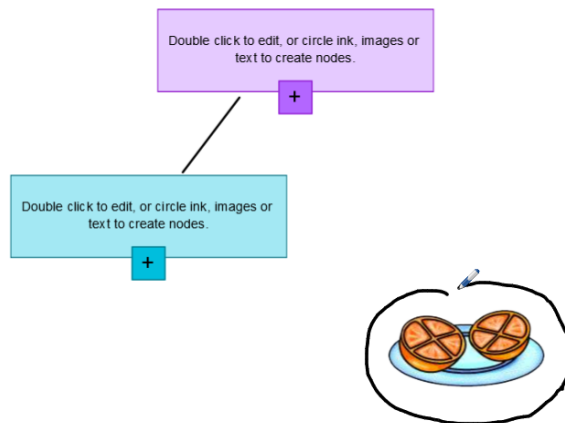 Double click to edit, or circle ink, images or
text to create nodes.
+
Double click to edit, or circle ink, images or
text to create nodes.
+